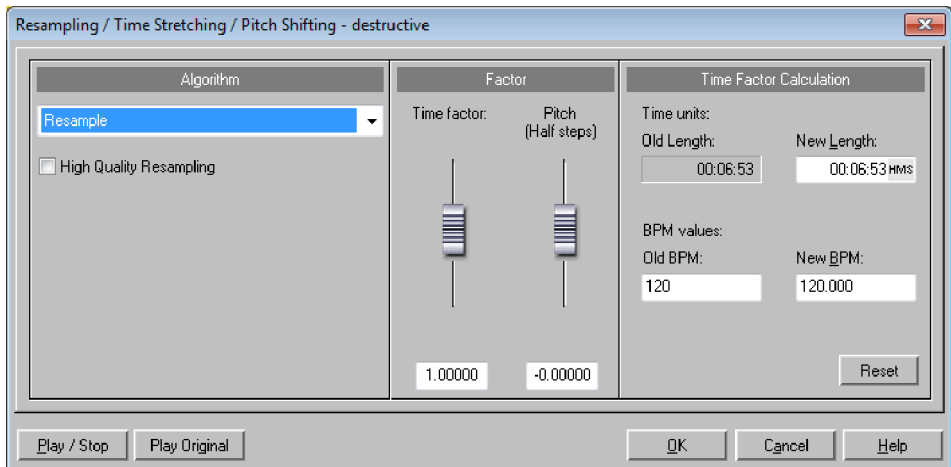 Resampling / Time Stretching / Pitch Shifting - destructive
Algorithm
Resample
High Quality Resampling
Factor
Time factor:
Pitch
(Half steps)
1.00000
-0.00000
Time Factor Calculation
Time units:
Old Length:
New Length:
00:06:53
00:06:53 HMS
BPM values:
Old BPM:
New BPM:
120
120.000
Reset
Play / Stop
Play Original
OK
Cancel
Help